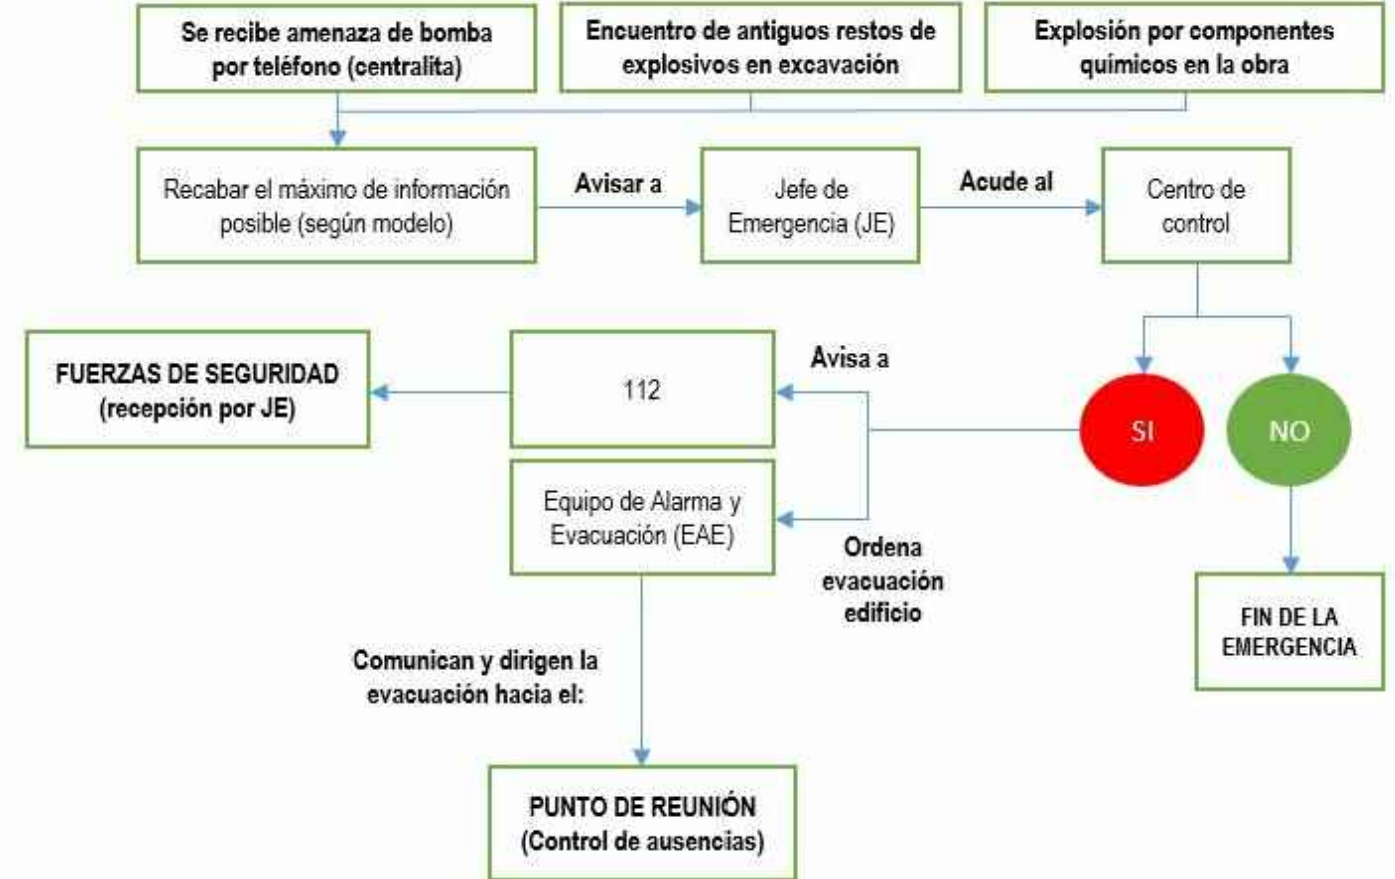 Se recibe amenaza de bomba
por teléfono (centralita)
Encuentro de antiguos restos de
explosivos en excavación
Explosión por componentes
químicos en la obra
Recabar el máximo de información
posible (según modelo)
Avisar a
Jefe de
Emergencia (JE)
Acude al
Centro de
control
FUERZAS DE SEGURIDAD
(recepción por JE)
112
Avisa a
SI
NO
Equipo de Alarma y
Evacuación (EAE)
Ordena
evacuación
edificio
FIN DE LA
EMERGENCIA
Comunican y dirigen la
evacuación hacia el:
PUNTO DE REUNIÓN
(Control de ausencias)